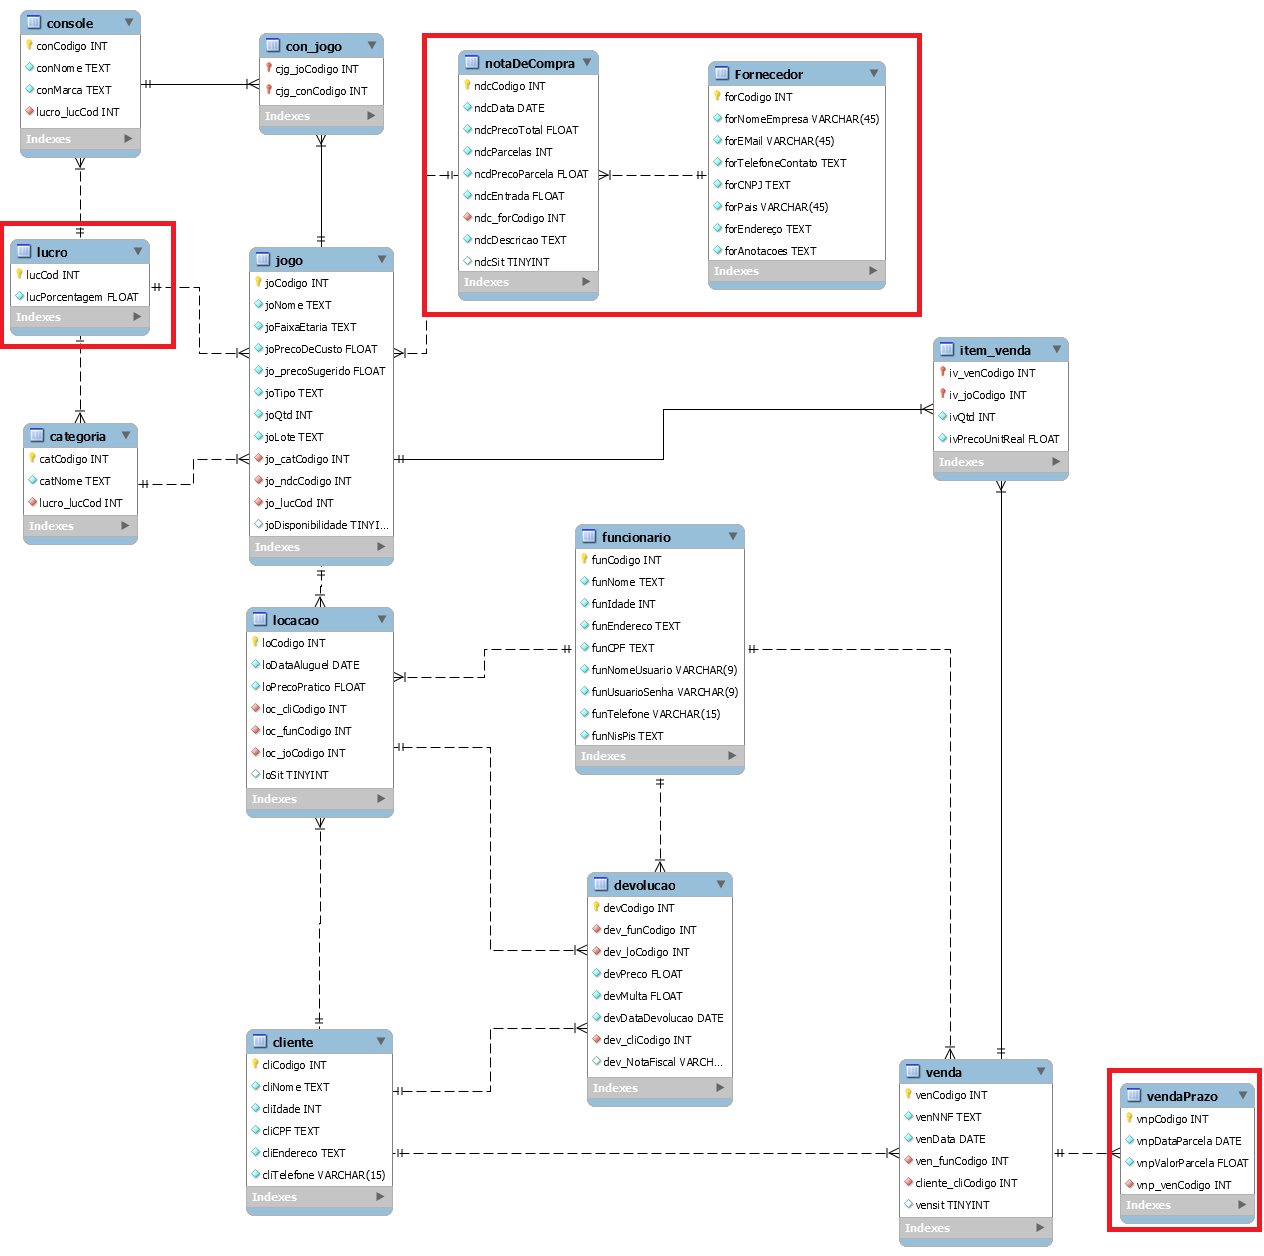 console
conCodigo INT
conNome TEXT
conMarca TEXT
lucro_lucCod INT
Indexes
con_jogo
cjg_joCodigo INT
cjg_conCodigo INT
Indexes
notaDeCompra
ndcCodigo INT
ndcData DATE
ndcPrecoTotal FLOAT
ndcParcelas INT
ncdPrecoParcela FLOAT
ndcEntrada FLOAT
ndc_forCodigo INT
ndcDescricao TEXT
ndcSit TINYINT
Indexes
Fornecedor
forCodigo INT
forNomeEmpresa VARCHAR(45)
forEMail VARCHAR(45)
forTelefoneContato TEXT
forCNPJ TEXT
forPais VARCHAR(45)
forEndereço TEXT
forAnotacoes TEXT
Indexes
lucro
lucCod INT
lucPorcentagem FLOAT
Indexes
jogo
joCodigo INT
joNome TEXT
joFaixaEtaria TEXT
joPrecoDeCusto FLOAT
jo_precoSugerido FLOAT
joTipo TEXT
joQtd INT
joLote TEXT
jo_catCodigo INT
jo_ndcCodigo INT
jo_lucCod INT
joDisponibilidade TINYI...
Indexes
item_venda
iv_venCodigo INT
iv_joCodigo INT
ivQtd INT
ivPrecoUnitReal FLOAT
Indexes
categoria
catCodigo INT
catNome TEXT
lucro_lucCod INT
Indexes
funcionario
funCodigo INT
funNome TEXT
funIdade INT
funEndereco TEXT
funCPF TEXT
funNomeUsuario VARCHAR(9)
funUsuarioSenha VARCHAR(9)
funTelefone VARCHAR(15)
funNisPis TEXT
Indexes
locacao
loCodigo INT
loDataAluguel DATE
loPrecoPratico FLOAT
loc_cliCodigo INT
loc_funCodigo INT
loc_joCodigo INT
loSit TINYINT
Indexes
devolucao
devCodigo INT
dev_funCodigo INT
dev_loCodigo INT
devPreco FLOAT
devMulta FLOAT
devDataDevolucao DATE
dev_cliCodigo INT
dev_NotaFiscal VARCH...
Indexes
cliente
cliCodigo INT
cliNome TEXT
cliIdade INT
cliCPF TEXT
cliEndereco TEXT
cliTelefone VARCHAR(15)
Indexes
venda
venCodigo INT
venNNF TEXT
venData DATE
ven_funCodigo INT
cliente_cliCodigo INT
vensit TINYINT
Indexes
vendaPrazo
vnpCodigo INT
vnpDataParcela DATE
vnpValorParcela FLOAT
vnp_venCodigo INT
Indexes